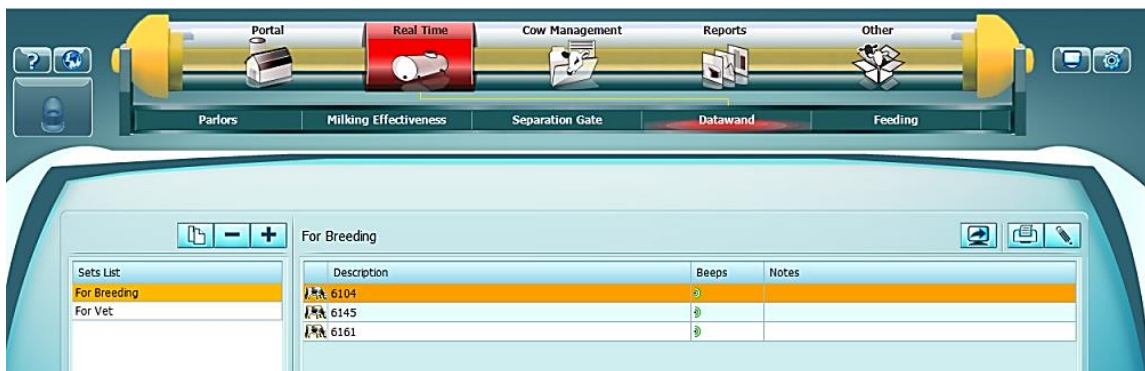 Portal Real Time Cow Management Reports Other
?
Parlors Milking Effectiveness Separation Gate Datawand Feeding
For Breeding
Sets List Description Beeps Notes
For Breeding 6104
For Vet 6145
6161